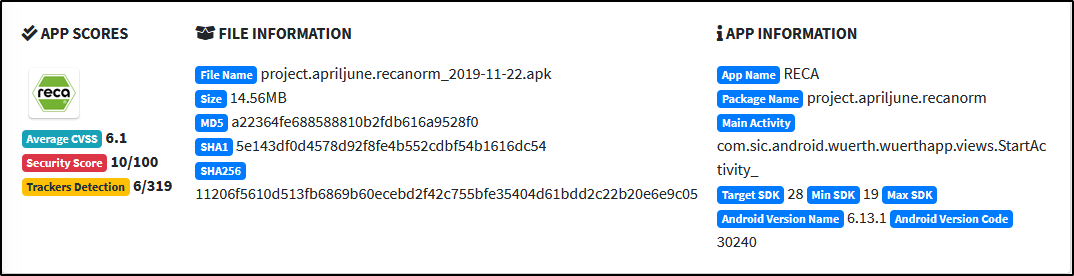 APP SCORES
reca
Average CVSS 6.1
Security Score 10/100
Trackers Detection 6/319
FILE INFORMATION
File Name project.apriljune.recanorm_2019-11-22.apk
Size 14.56MB
MD5 a22364fe688588810b2fdb616a9528f0
SHA1 5e143df0d4578d92f8fe4b552cdbf54b1616dc54
SHA256
11206f5610d513fb6869b60ecebd2f42c755bfe35404d61bdd2c22b20e6e9c05
APP INFORMATION
App Name RECA
Package Name project.apriljune.recanorm
Main Activity
com.sic.android.wuerth.wuerthapp.views.StartAc
tivity_
Target SDK 28 Min SDK 19 Max SDK
Android Version Name 6.13.1 Android Version Code
30240